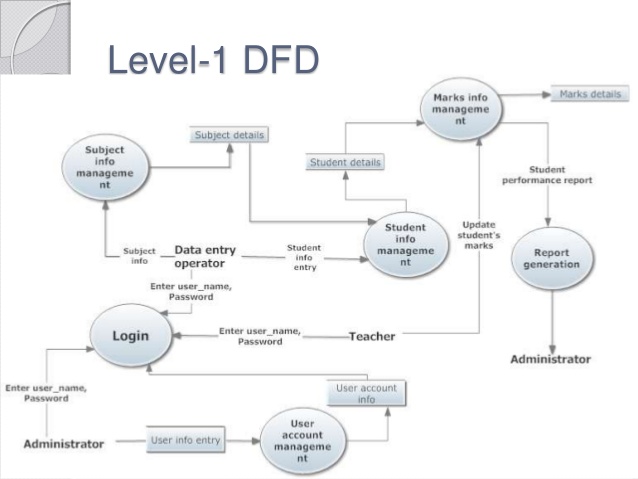 Level-1 DFD
Marks info
manageme
nt
Marks details
Subject details
Subject
info
manageme
nt
Student details
Student
performance report
Student
info
manageme
nt
Update
student's
marks
Report
generation
Subject
info
Data entry
operator
Student
info
entry
Enter user_name,
Password
Login
Enter user_name,
Password
Teacher
Administrator
Enter user_name,
Password
User account
info
Administrator
User info entry
User
account
manageme
nt